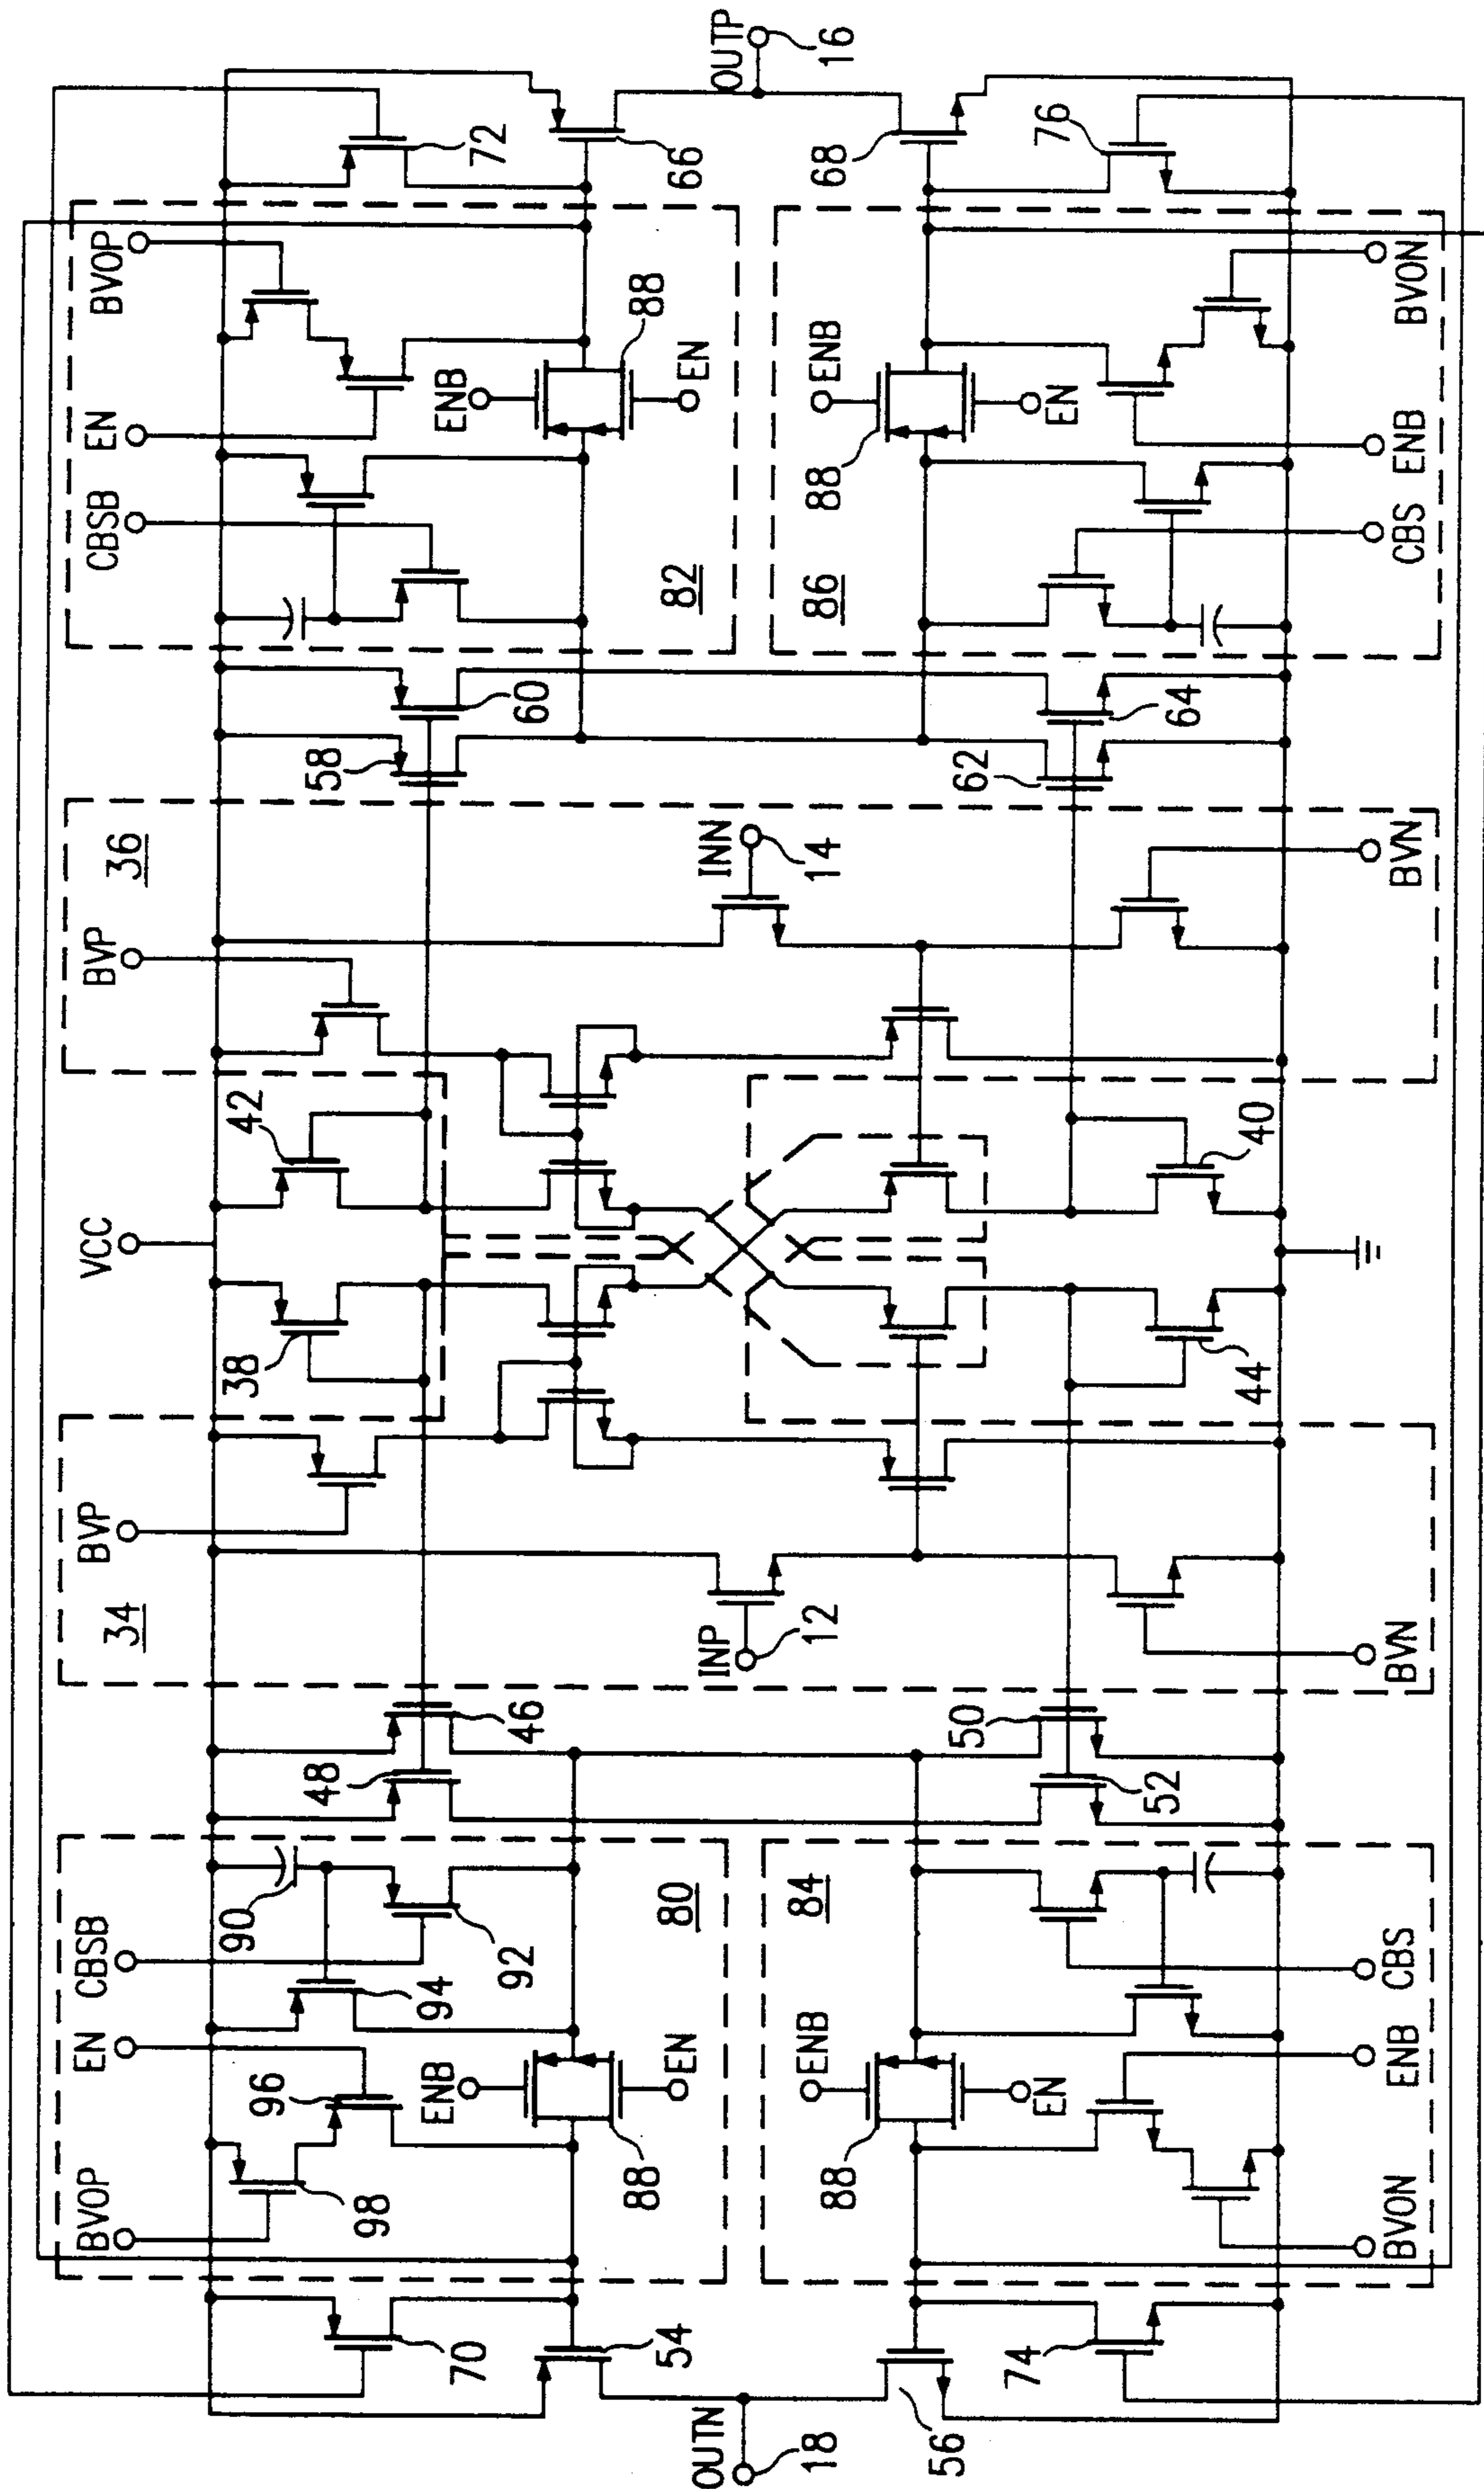 VCC
34
BVP
INP
12
BVN
38
42
36
BVP
INN
14
BVN
44
40
46
48
50
52
58
60
62
64
80
CBSB
90
92
94
EN
96
98
BVOP
ENB
EN
88
70
54
OUTN
18
56
74
84
ENB
EN
88
CBS
ENB
BVON
82
CBSB
EN
BVOP
ENB
EN
88
72
66
OUTP
16
68
76
86
ENB
EN
88
CBS
ENB
BVON